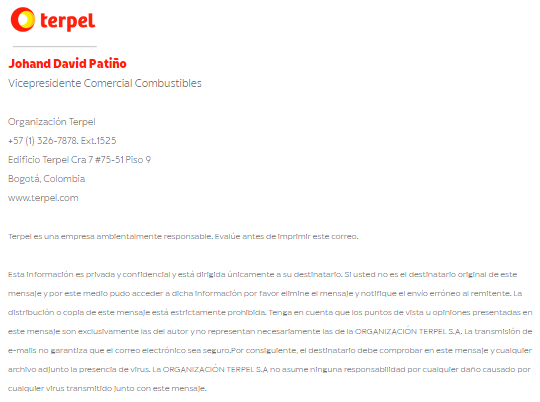 terpel
Johand David Patiño
Vicepresidente Comercial Combustibles
Organización Terpel
+57 (1) 326-7878. Ext.1525
Edificio Terpel Cra 7 #75-51 Piso 9
Bogotá, Colombia
www.terpel.com
Terpel es una empresa ambientalmente responsable. Evalúe antes de imprimir este correo.
Esta información es privada y confidencial y está dirigida únicamente a su destinatario. Si usted no es el destinatario original de este
mensaje y por este medio pudo acceder a dicha información por favor elimine el mensaje y notifique el envío erróneo al remitente. La
distribución o copia de este mensaje está estrictamente prohibida. Tenga en cuenta que los puntos de vista u opiniones presentadas en
este mensaje son exclusivamente las del autor y no representan necesariamente las de la ORGANIZACIÓN TERPEL S.A. La transmisión de
e-mails no garantiza que el correo electrónico sea seguro.Por consiguiente, el destinatario debe comprobar en este mensaje y cualquier
archivo adjunto la presencia de virus. La ORGANIZACIÓN TERPEL S.A no asume ninguna responsabilidad por cualquier daño causado por
cualquier virus transmitido junto con este mensaje.